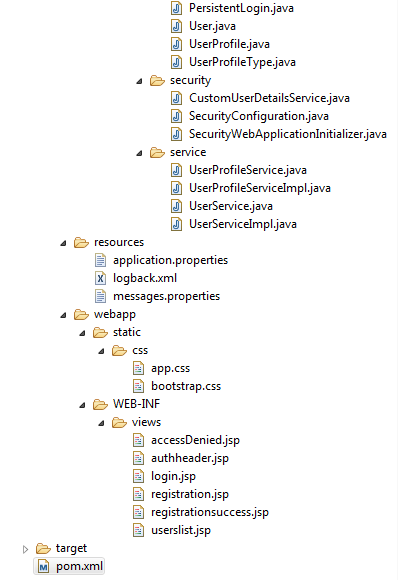 PersistentLogin.java
User.java
UserProfile.java
UserProfileType.java
security
CustomUserDetailsService.java
SecurityConfiguration.java
SecurityWebApplicationInitializer.java
service
UserProfileService.java
UserProfileServiceImpl.java
UserService.java
UserServiceImpl.java
resources
application.properties
logback.xml
messages.properties
webapp
static
css
app.css
bootstrap.css
WEB-INF
views
accessDenied.jsp
authheader.jsp
login.jsp
registration.jsp
registrationsuccess.jsp
userslist.jsp
target
pom.xml